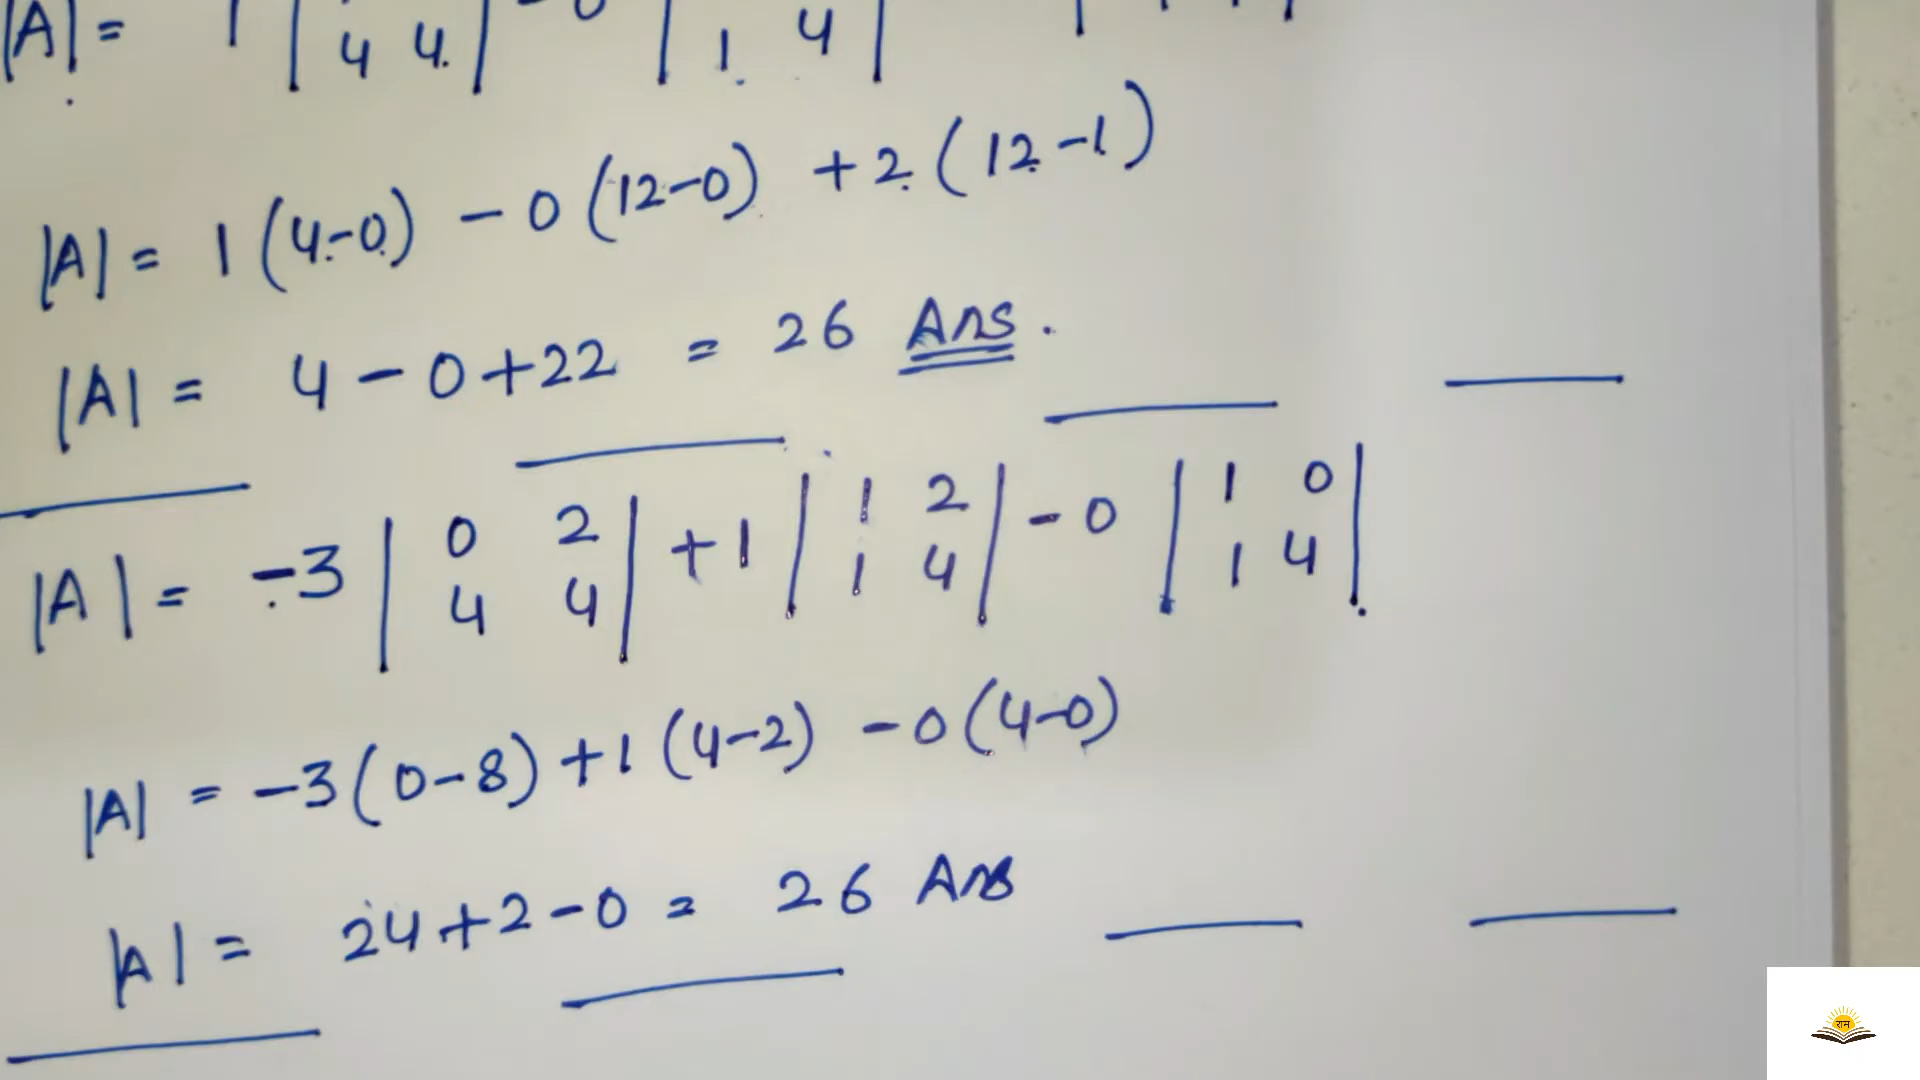 |A| = 1 | 4 4 | - 0 | 1 4 |
|A| = 1 (4-0) - 0 (12-0) + 2 (12-1)
|A| = 4 - 0 + 22 = 26 Ans.
|A| = -3 | 0 2 | + 1 | 1 2 | - 0 | 1 0 |
| 4 4 | | 1 4 | | 1 4 |
|A| = -3 (0-8) + 1 (4-2) - 0 (4-0)
|A| = 24 + 2 - 0 = 26 Ans
राम